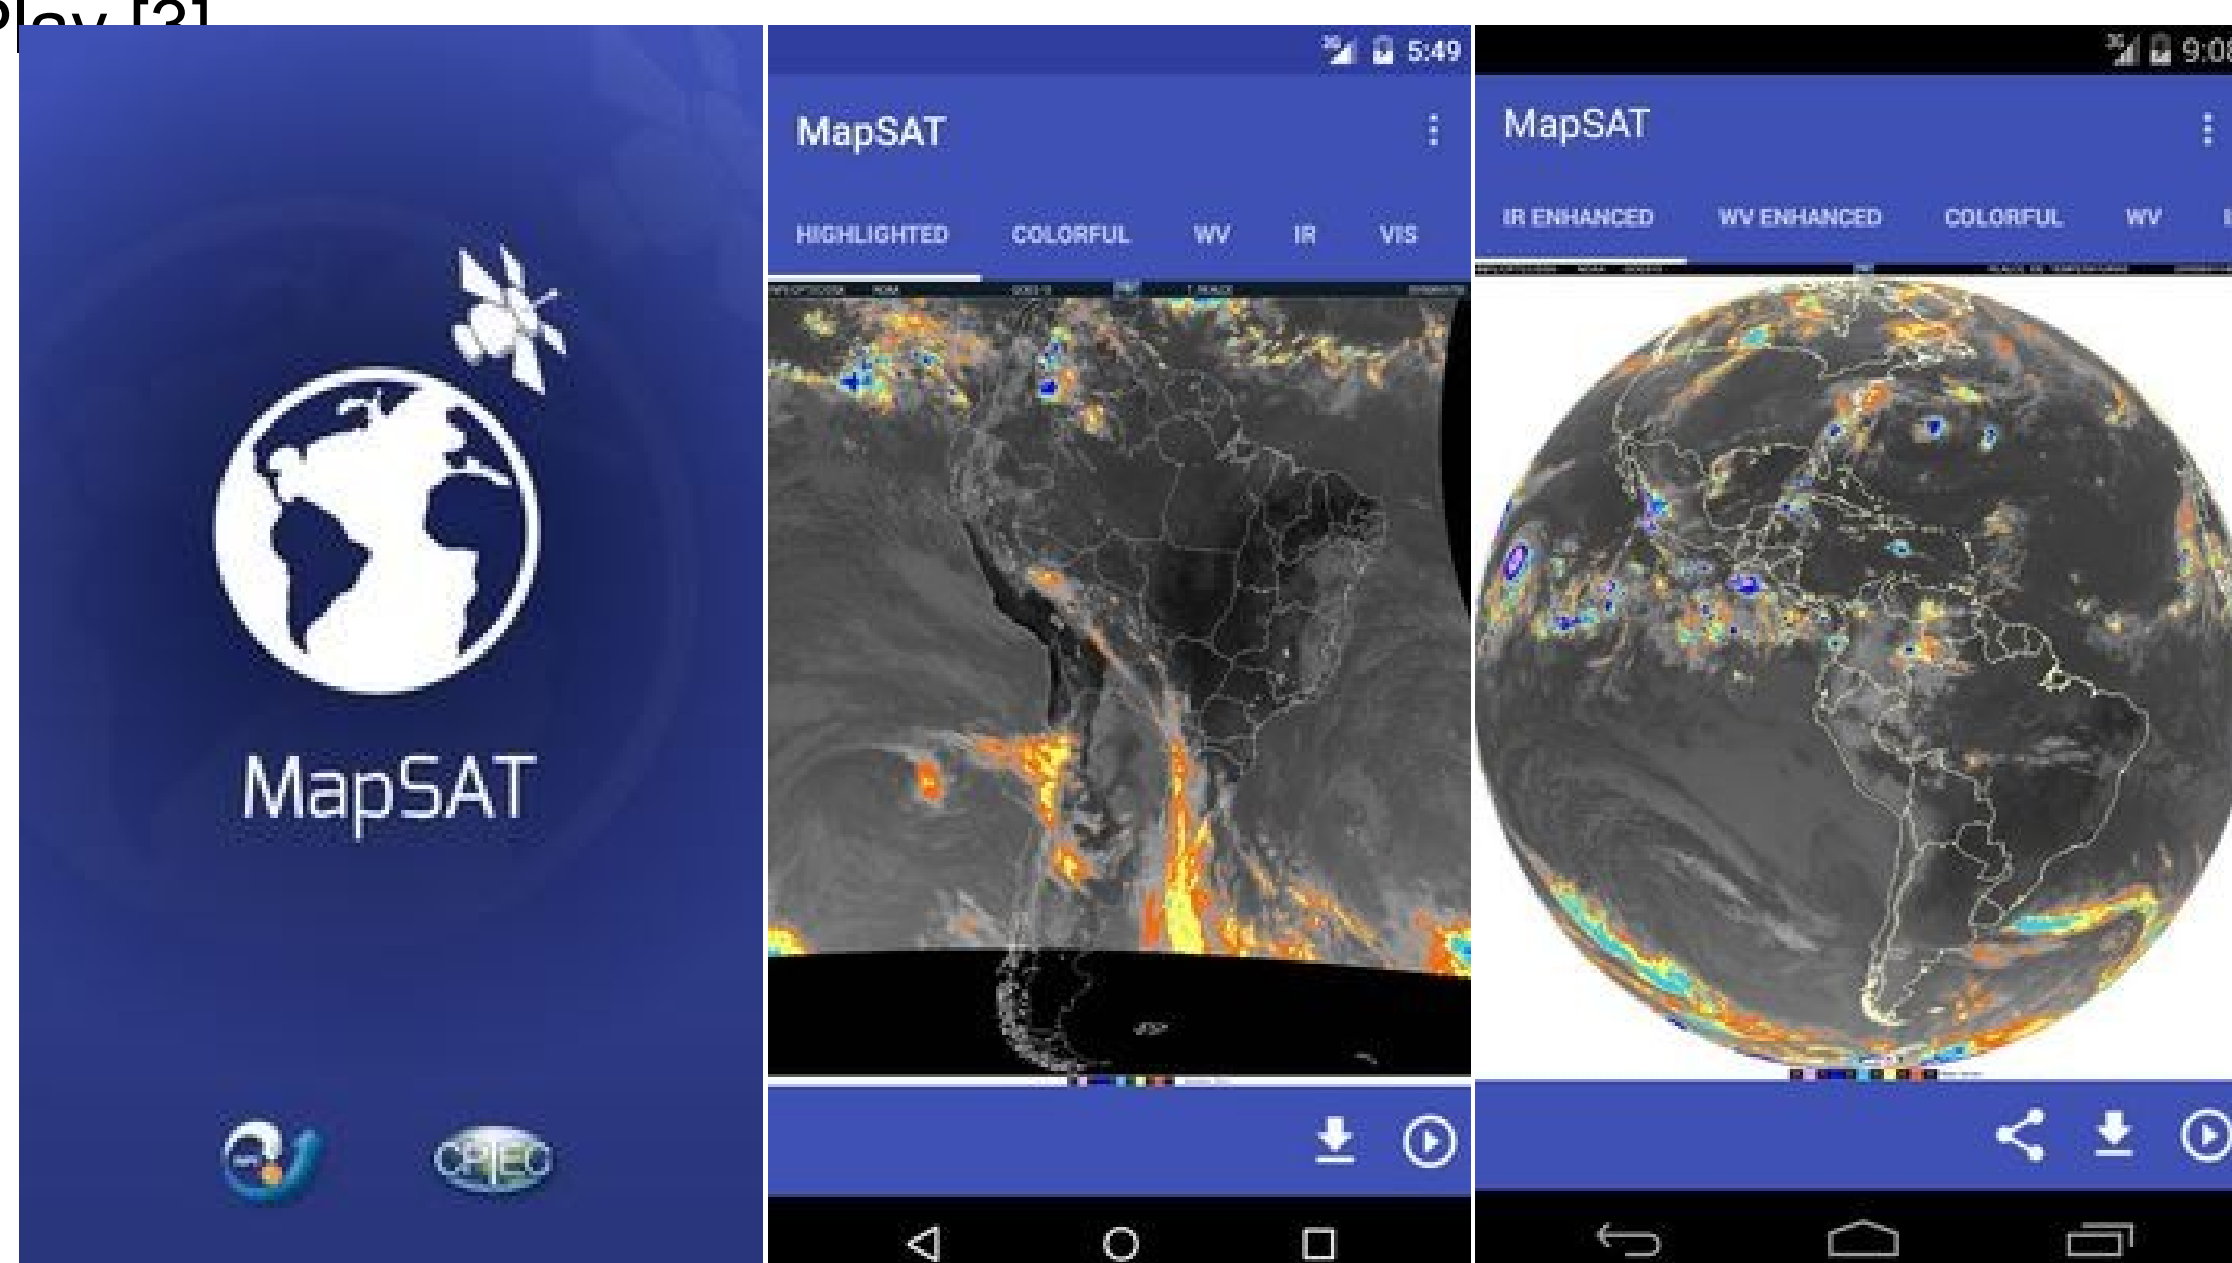 Play [3]
MapSAT
CPTEC
5:49
MapSAT
HIGHLIGHTED COLORFUL WV IR VIS
3G 9:08
MapSAT
IR ENHANCED WV ENHANCED COLORFUL WV